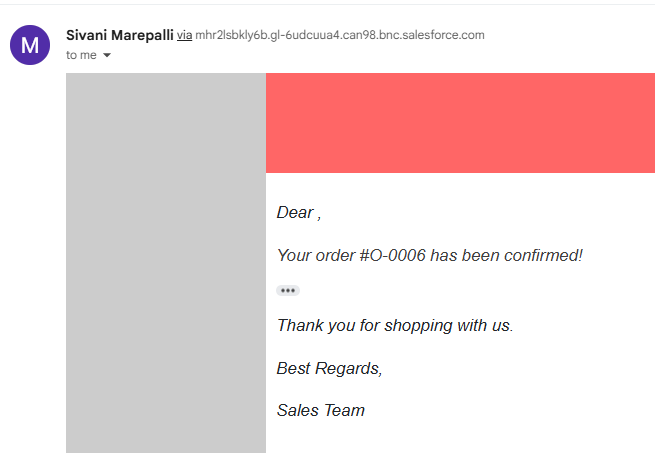 M
Sivani Marepalli via mhr2lsbkly6b.gl-6udcuua4.can98.bnc.salesforce.com
to me
Dear ,
Your order #O-0006 has been confirmed!
•••
Thank you for shopping with us.
Best Regards,
Sales Team